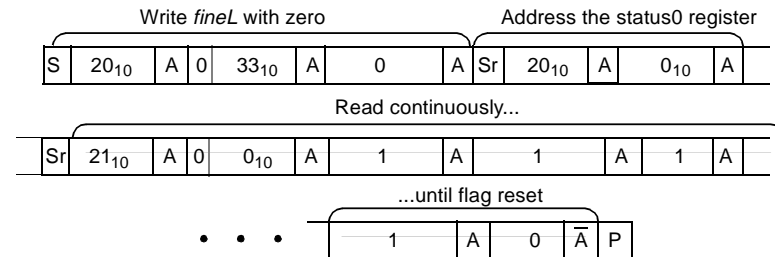 Write fineL with zero Address the status0 register
S 20₁₀ A 0 33₁₀ A 0 A Sr 20₁₀ A 0₁₀ A
Read continuously...
Sr 21₁₀ A 0 0₁₀ A 1 A 1 A 1 A
...until flag reset
• • • 1 A 0 A̅ P